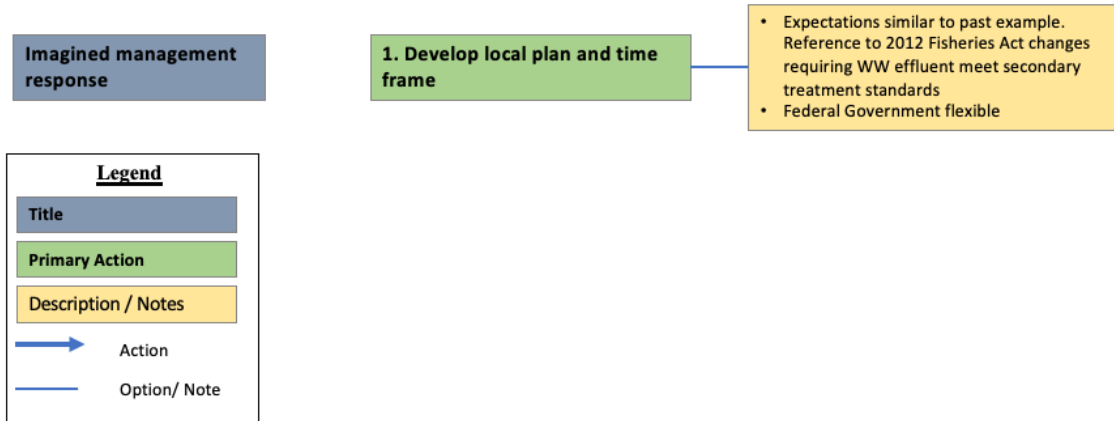 Imagined management
response
1. Develop local plan and time
frame
• Expectations similar to past example.
Reference to 2012 Fisheries Act changes
requiring WW effluent meet secondary
treatment standards
• Federal Government flexible
Legend
Title
Primary Action
Description / Notes
Action
Option/ Note